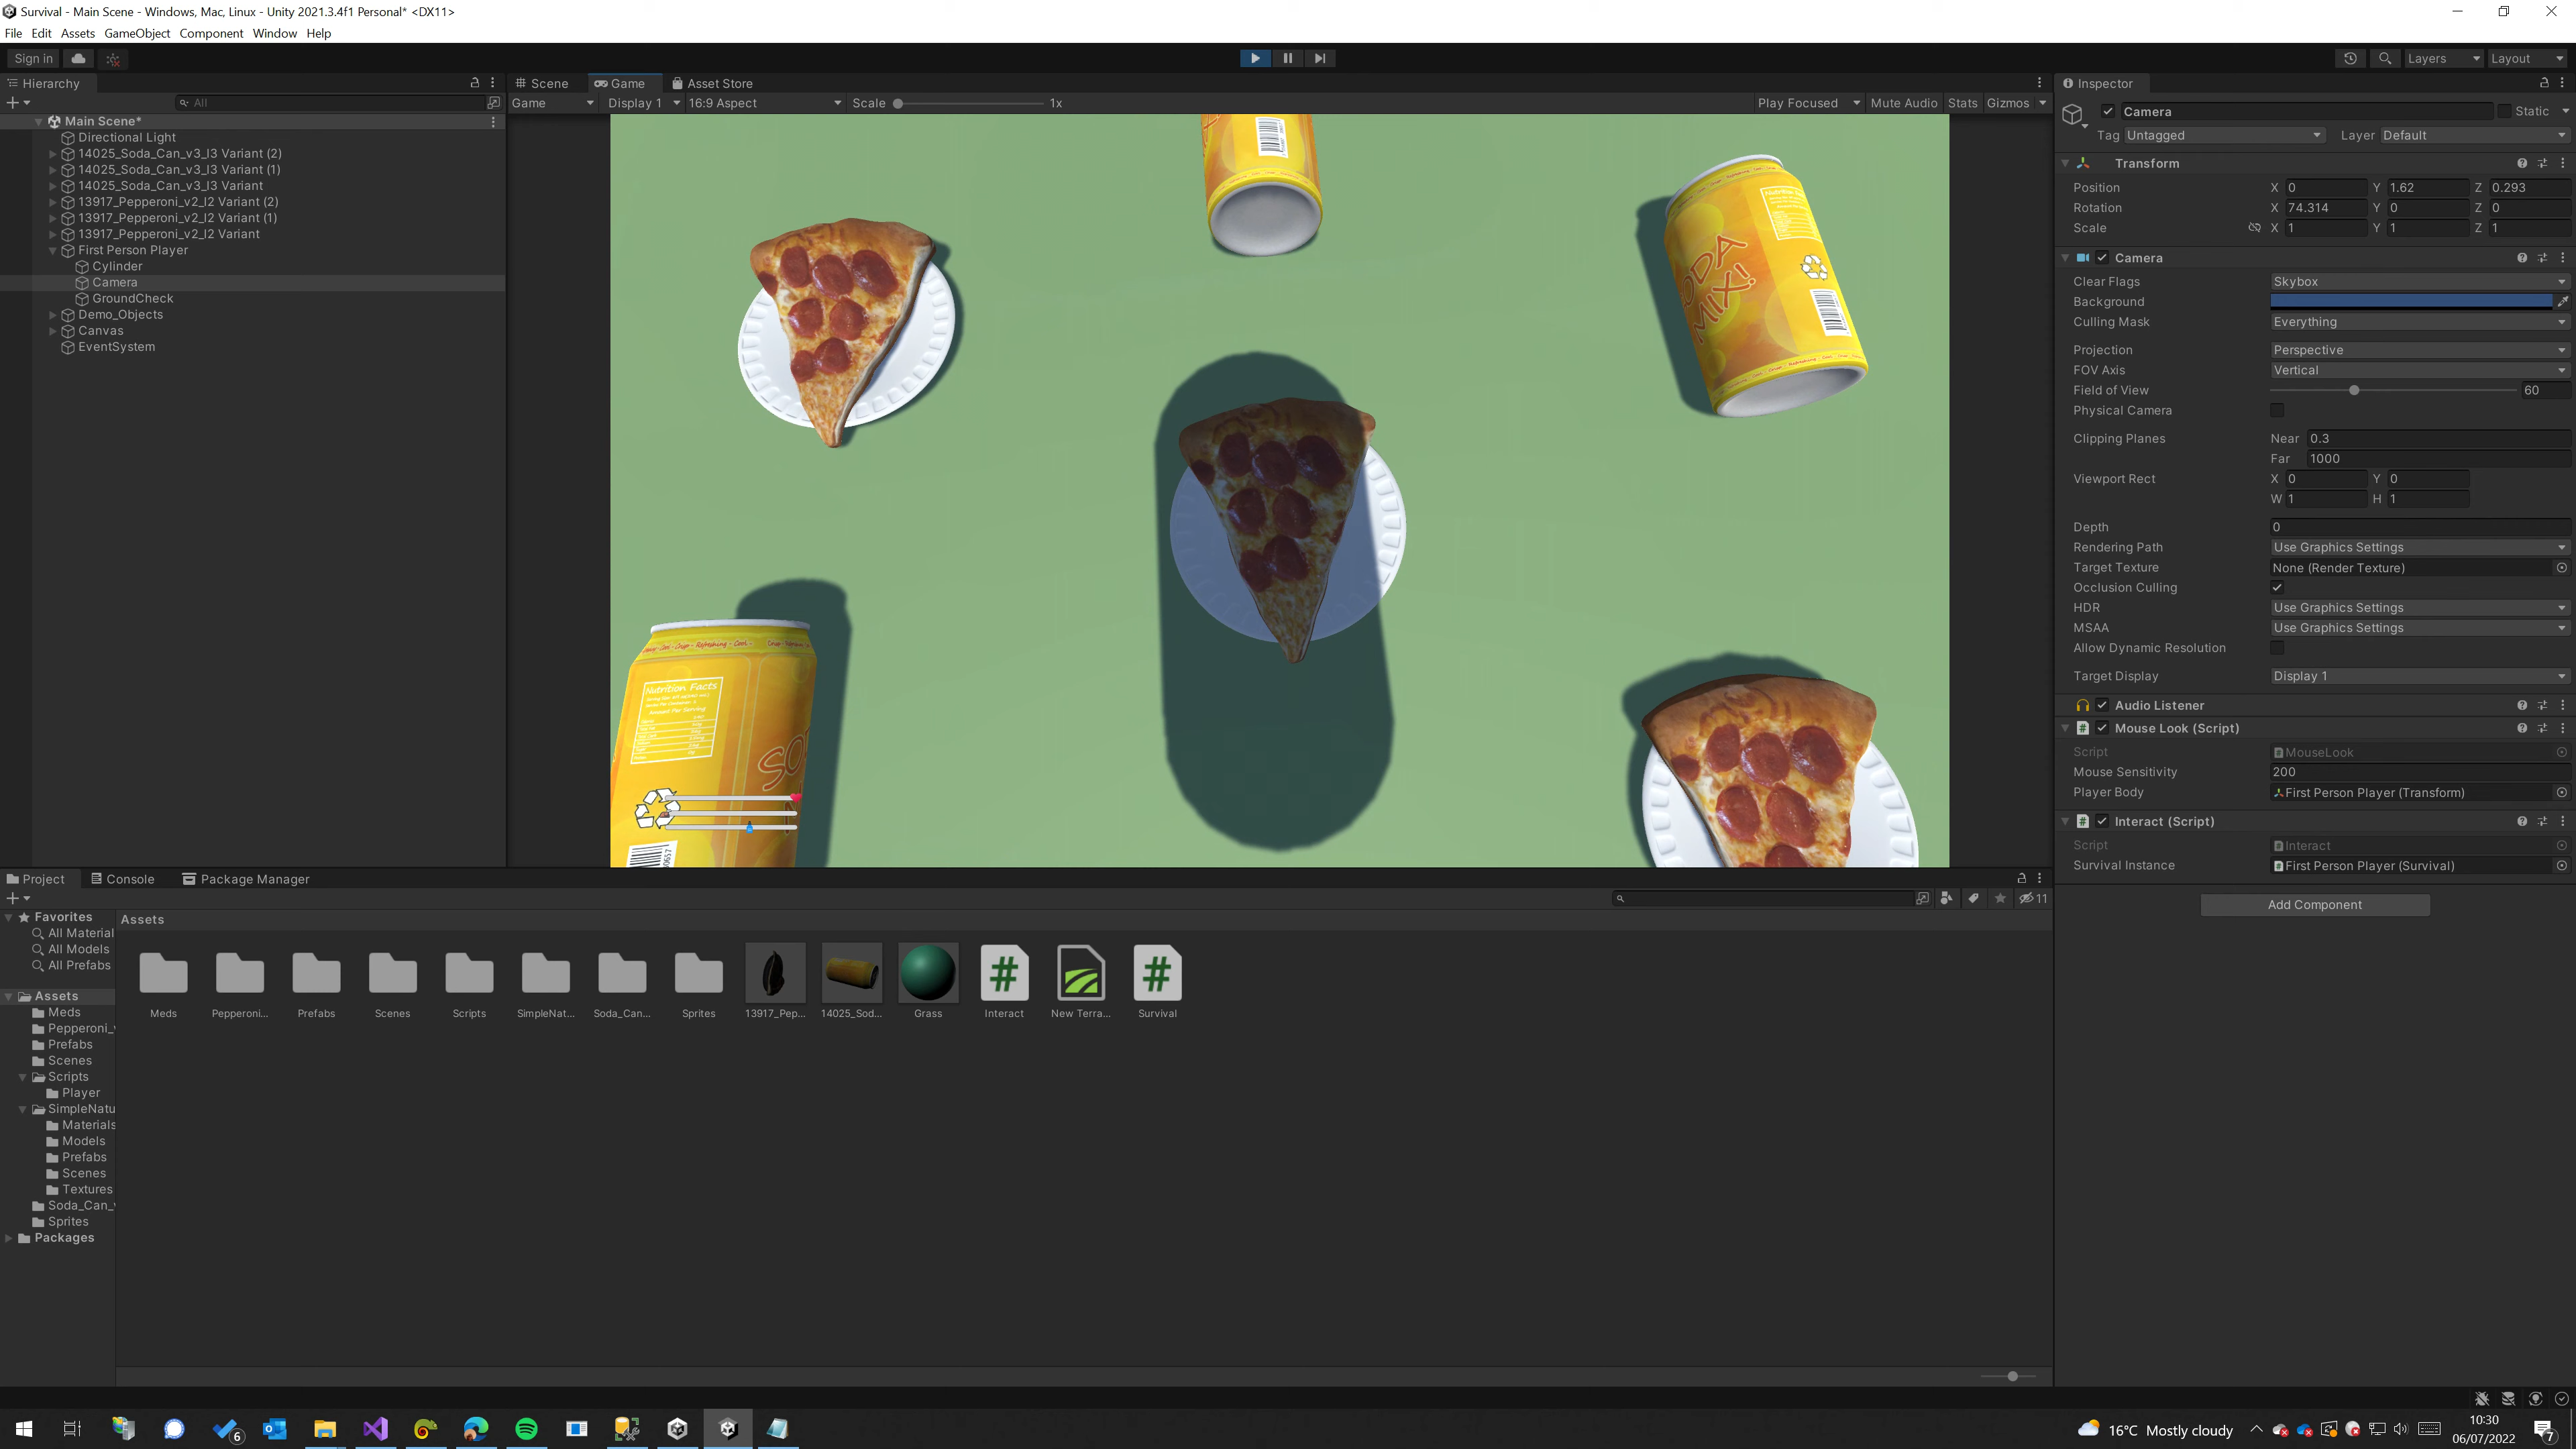 Survival - Main Scene - Windows, Mac, Linux - Unity 2021.3.4f1 Personal* <DX11>
File Edit Assets GameObject Component Window Help
Sign in
Layers
Layout
Hierarchy
All
Main Scene*
Directional Light
14025_Soda_Can_v3_l3 Variant (2)
14025_Soda_Can_v3_l3 Variant (1)
14025_Soda_Can_v3_l3 Variant
13917_Pepperoni_v2_l2 Variant (2)
13917_Pepperoni_v2_l2 Variant (1)
13917_Pepperoni_v2_l2 Variant
First Person Player
Cylinder
Camera
GroundCheck
Demo_Objects
Canvas
EventSystem
Scene Game Asset Store
Game Display 1 16:9 Aspect Scale 1x Play Focused Mute Audio Stats Gizmos
SODA
MIX!
Nutrition Facts
Amount Per Serving
Refreshing
SO
Inspector
Camera Static
Tag Untagged Layer Default
Transform
Position X 0 Y 1.62 Z 0.293
Rotation X 74.314 Y 0 Z 0
Scale X 1 Y 1 Z 1
Camera
Clear Flags Skybox
Background
Culling Mask Everything
Projection Perspective
FOV Axis Vertical
Field of View 60
Physical Camera
Clipping Planes Near 0.3
Far 1000
Viewport Rect X 0 Y 0
W 1 H 1
Depth 0
Rendering Path Use Graphics Settings
Target Texture None (Render Texture)
Occlusion Culling
HDR Use Graphics Settings
MSAA Use Graphics Settings
Allow Dynamic Resolution
Target Display Display 1
Audio Listener
Mouse Look (Script)
Script MouseLook
Mouse Sensitivity 200
Player Body First Person Player (Transform)
Interact (Script)
Script Interact
Survival Instance First Person Player (Survival)
Add Component
Project Console Package Manager
11
Favorites
All Material
All Models
All Prefabs
Assets
Meds
Pepperoni_
Prefabs
Scenes
Scripts
Player
SimpleNatu
Materials
Models
Prefabs
Scenes
Textures
Soda_Can_
Sprites
Packages
Assets
Meds Pepperoni... Prefabs Scenes Scripts SimpleNat... Soda_Can... Sprites 13917_Pep... 14025_Sod... Grass Interact New Terra... Survival
6
16°C Mostly cloudy
10:30
06/07/2022
7